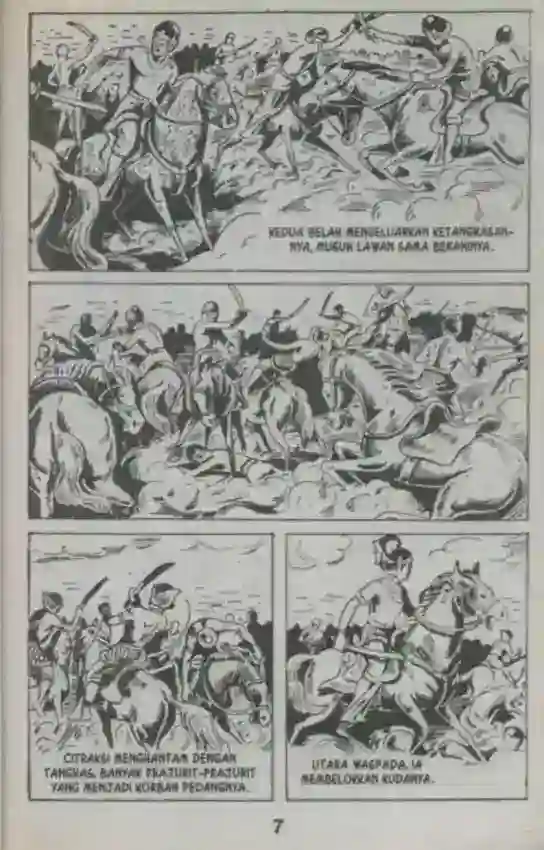 KEDUA BELAH MENGELUARKAN KETANGKASAN-
NYA, MUSUH LAWAN SAMA BERANINYA.
CITRAKSI MENGHANTAM DENGAN
TANGKAS. BANYAK PRAJURIT-PRAJURIT
YANG MENJADI KORBAN PEDANGNYA.
UTARA WASPADA. IA
MEMBELOKKAN KUDANYA.
7